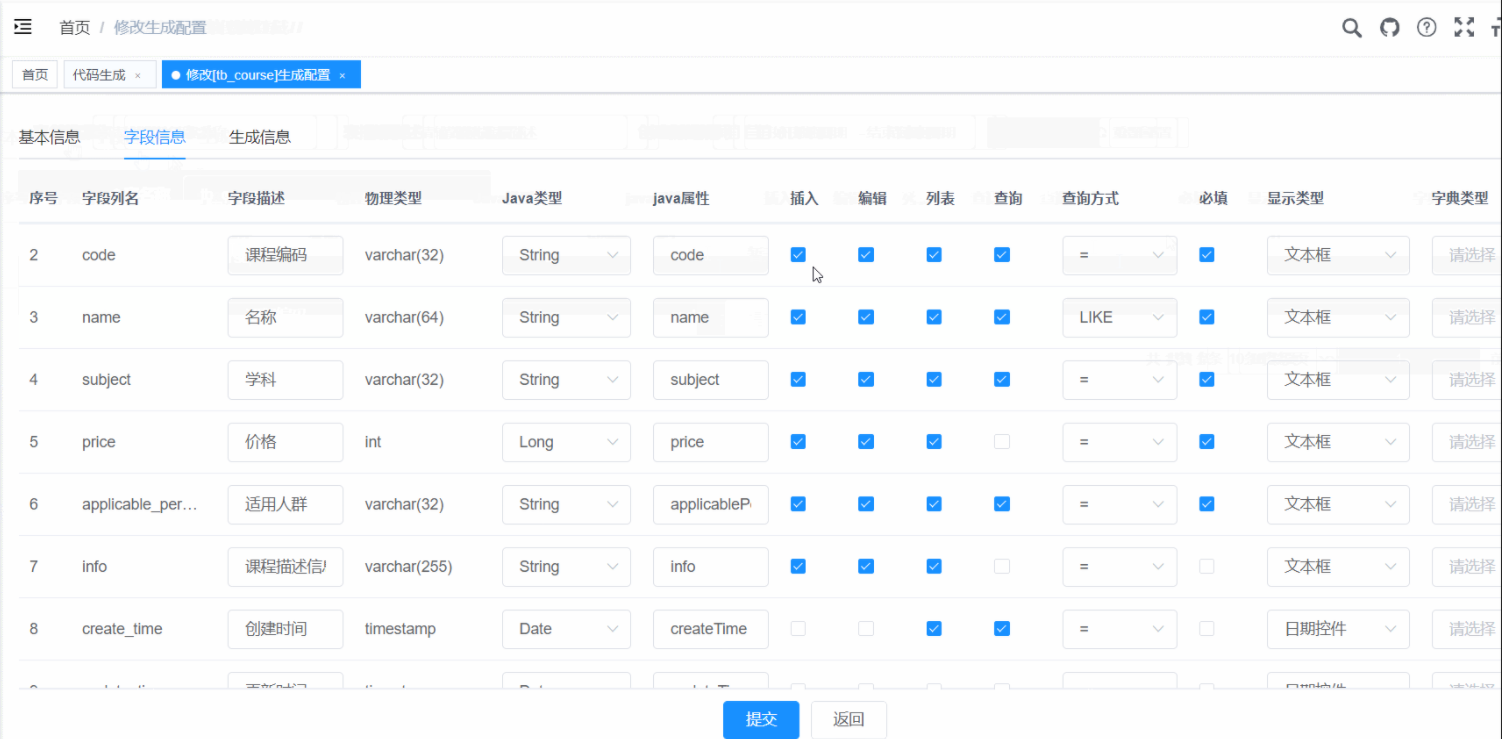 首页 / 修改生成配置
首页 代码生成 × 修改[tb_course]生成配置 ×
基本信息 字段信息 生成信息
序号 字段列名 字段描述 物理类型 Java类型 java属性 插入 编辑 列表 查询 查询方式 必填 显示类型 字典类型
2 code 课程编码 varchar(32) String code = 文本框 请选择
3 name 名称 varchar(64) String name LIKE 文本框 请选择
4 subject 学科 varchar(32) String subject = 文本框 请选择
5 price 价格 int Long price = 文本框 请选择
6 applicable_per... 适用人群 varchar(32) String applicableP = 文本框 请选择
7 info 课程描述信息 varchar(255) String info = 文本框 请选择
8 create_time 创建时间 timestamp Date createTime = 日期控件 请选择
提交 返回